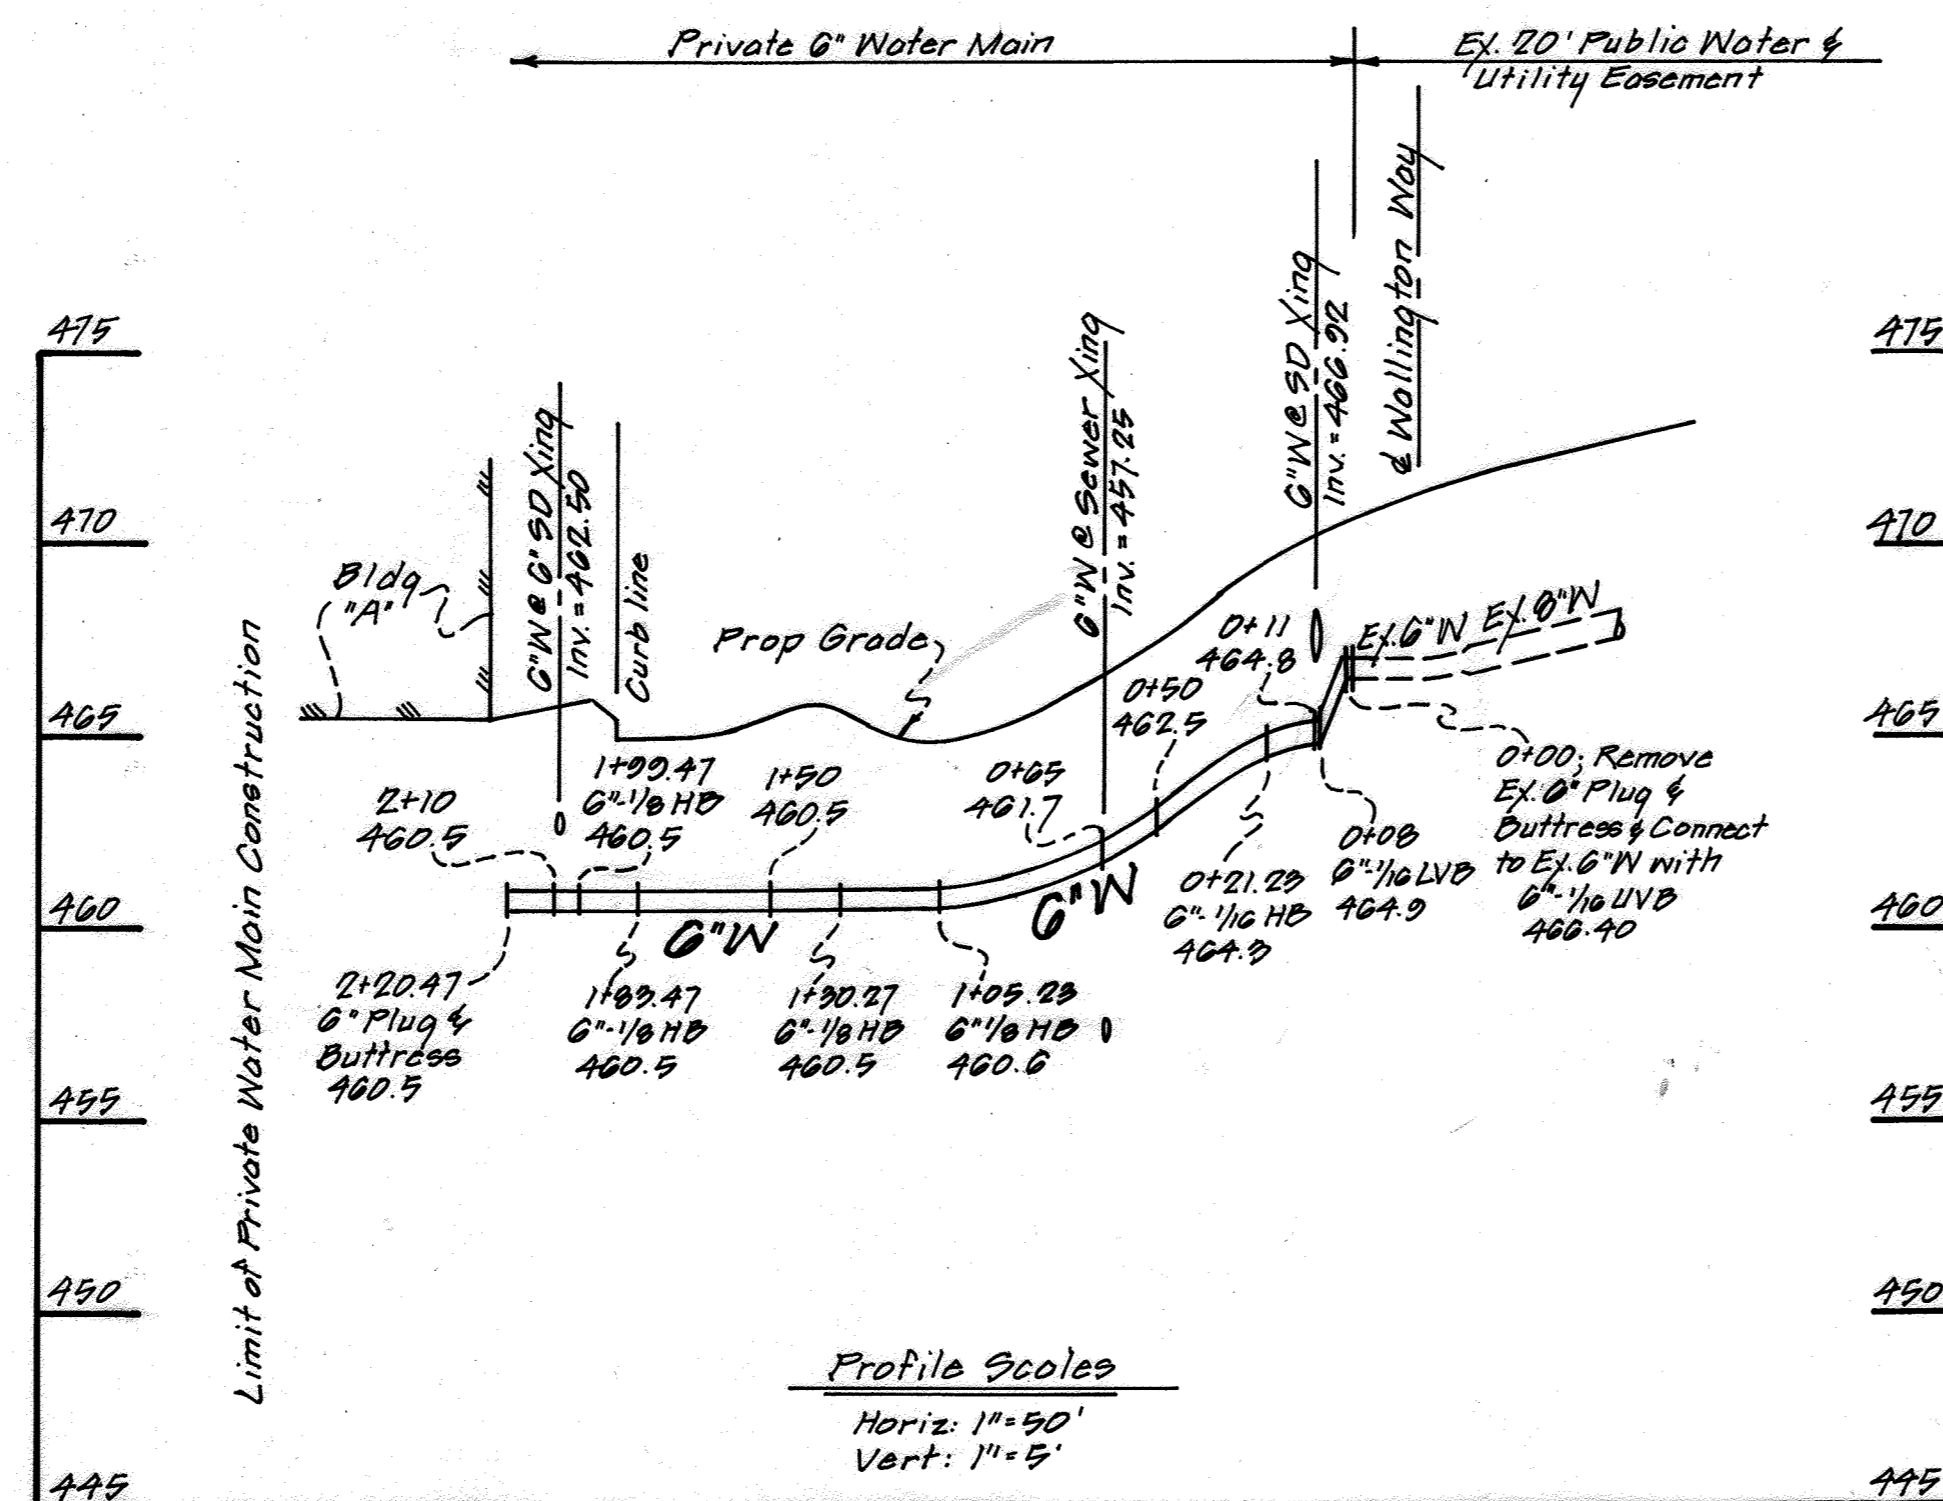 Private 6" Water Main
Ex. 20' Public Water &
Utility Easement
℄ Wallington Way
6"W @ SD Xing
Inv. = 466.92
6"W @ Sewer Xing
Inv. = 457.25
6"W @ 6" SD Xing
Inv. = 462.50
Curb line
475
470
465
460
455
450
445
475
470
465
460
455
450
445
Limit of Private Water Main Construction
Bldg
"A"
Prop Grade
0+11
464.8
Ex. 6"W
Ex. 8"W
0+50
462.5
0+65
461.7
1+50
460.5
1+99.47
6"-1/8 HB
460.5
2+10
460.5
0+00; Remove
Ex. 6" Plug &
Buttress & Connect
to Ex. 6"W with
6"-1/16 UVB
466.40
0+08
6"-1/16 LVB
464.9
0+21.23
6"-1/16 HB
464.3
6"W
6"W
2+20.47
6" Plug &
Buttress
460.5
1+83.47
6"-1/8 HB
460.5
1+30.27
6"-1/8 HB
460.5
1+05.23
6"1/8 HB
460.6
Profile Scales
Horiz: 1"=50'
Vert: 1"=5'